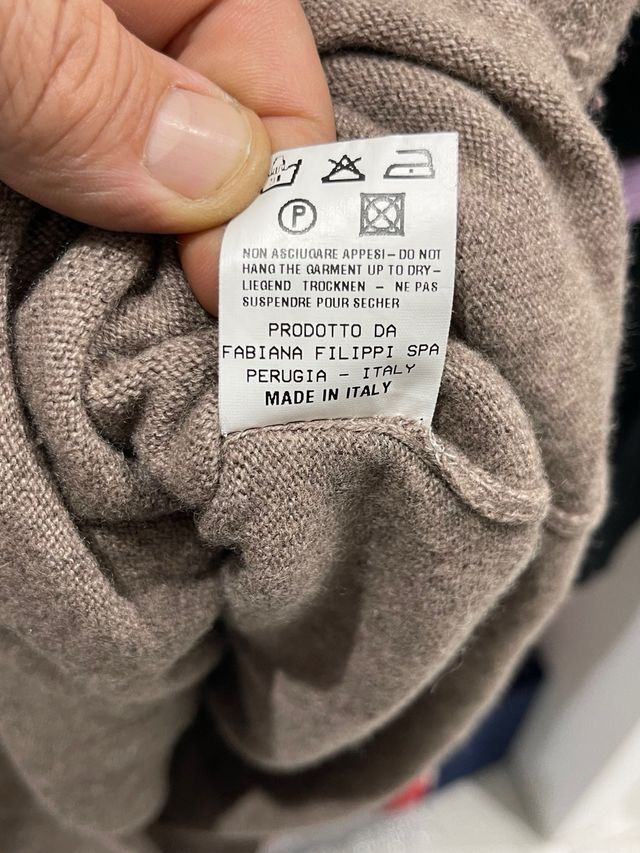 P
NON ASCIUGARE APPESI – DO NOT
HANG THE GARMENT UP TO DRY –
LIEGEND TROCKNEN – NE PAS
SUSPENDRE POUR SECHER
PRODOTTO DA
FABIANA FILIPPI SPA
PERUGIA – ITALY
MADE IN ITALY